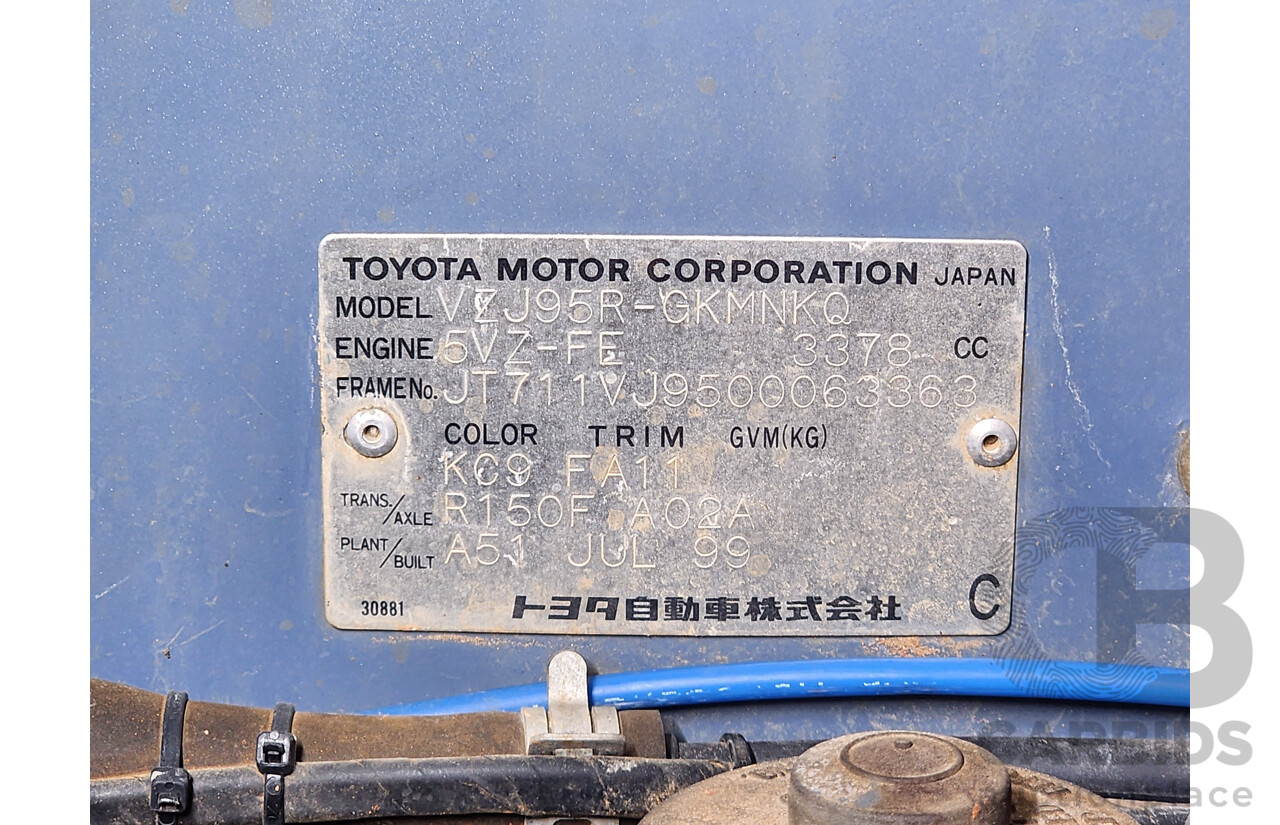 TOYOTA MOTOR CORPORATION JAPAN
MODEL VZJ95R-GKMNKQ
ENGINE 5VZ-FE 3378 CC
FRAME No. JT711VJ9500063363
COLOR TRIM GVM(KG)
KC9 FA11
TRANS./AXLE R150F A02A
PLANT/BUILT A51 JUL 99
30881 トヨタ自動車株式会社 C